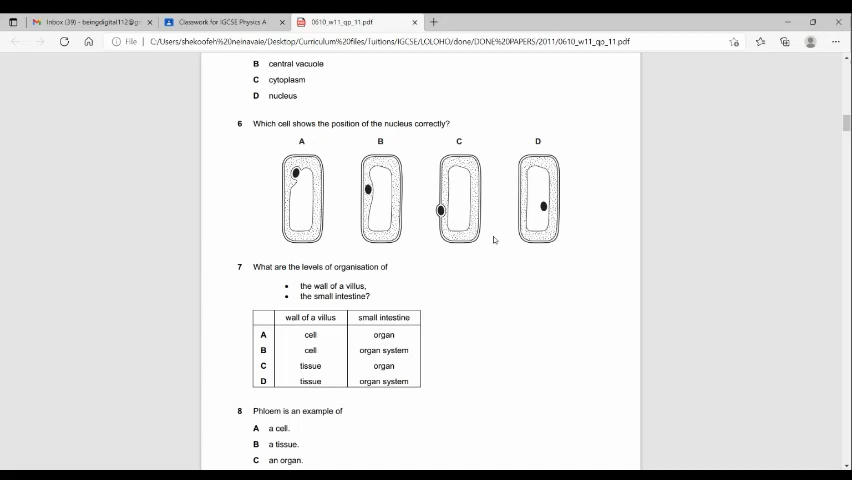 Inbox (39) - beingdigital112@g
Classwork for IGCSE Physics A
0610_w11_qp_11.pdf
File
C:/Users/shekoofeh%20neinavaie/Desktop/Curriculum%20files/Tuitions/IGCSE/LOLOHO/done/DONE%20PAPERS/2011/0610_w11_qp_11.pdf
B central vacuole
C cytoplasm
D nucleus
6 Which cell shows the position of the nucleus correctly?
A B C D
7 What are the levels of organisation of
• the wall of a villus,
• the small intestine?
wall of a villus small intestine
A cell organ
B cell organ system
C tissue organ
D tissue organ system
8 Phloem is an example of
A a cell.
B a tissue.
C an organ.